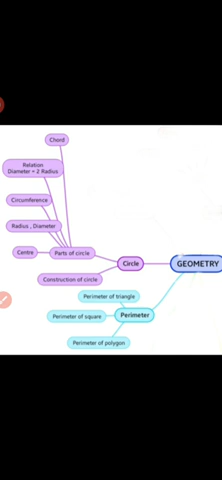 Chord
Relation
Diameter = 2 Radius
Circumference
Radius , Diameter
Centre
Parts of circle
Circle
GEOMETRY
Construction of circle
Perimeter of triangle
Perimeter of square
Perimeter
Perimeter of polygon